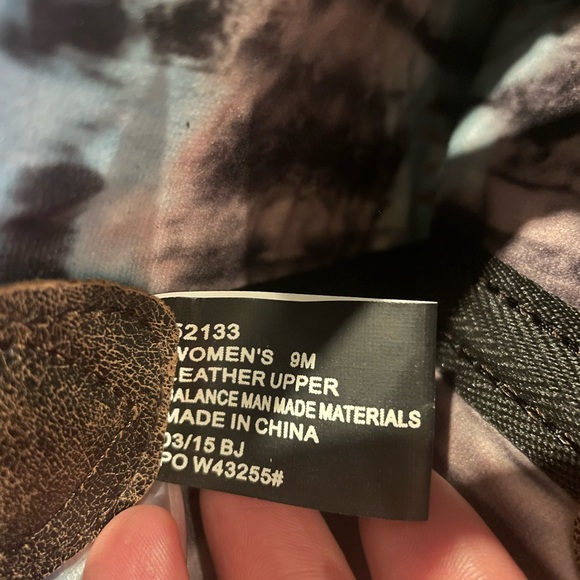 52133
WOMEN'S 9M
LEATHER UPPER
BALANCE MAN MADE MATERIALS
MADE IN CHINA
03/15 BJ
PO W43255#